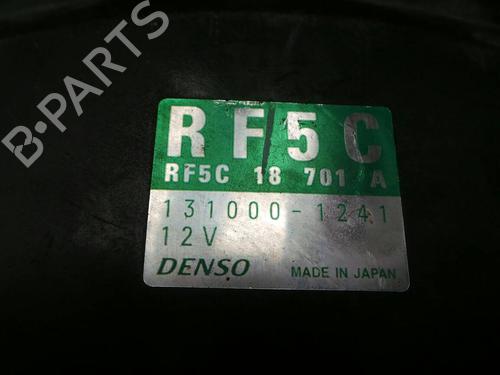 B-PARTS
RF5C
RF5C 18 701 A
131000-1241
12V
DENSO MADE IN JAPAN